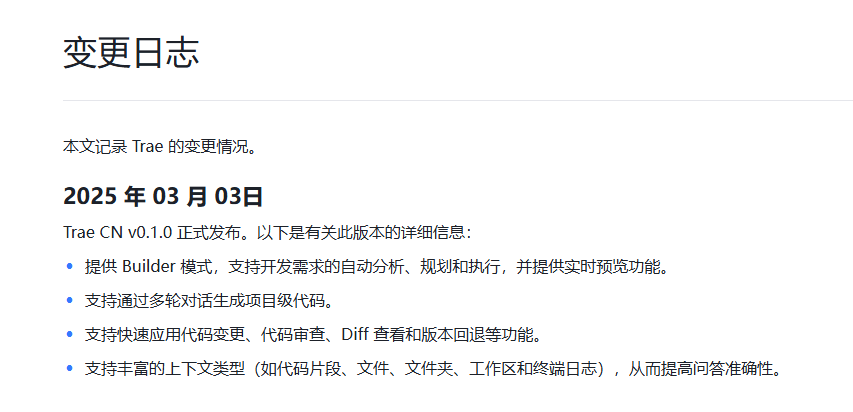 变更日志
本文记录 Trae 的变更情况。
2025 年 03 月 03日
Trae CN v0.1.0 正式发布。以下是有关此版本的详细信息：
提供 Builder 模式，支持开发需求的自动分析、规划和执行，并提供实时预览功能。
支持通过多轮对话生成项目级代码。
支持快速应用代码变更、代码审查、Diff 查看和版本回退等功能。
支持丰富的上下文类型（如代码片段、文件、文件夹、工作区和终端日志），从而提高问答准确性。